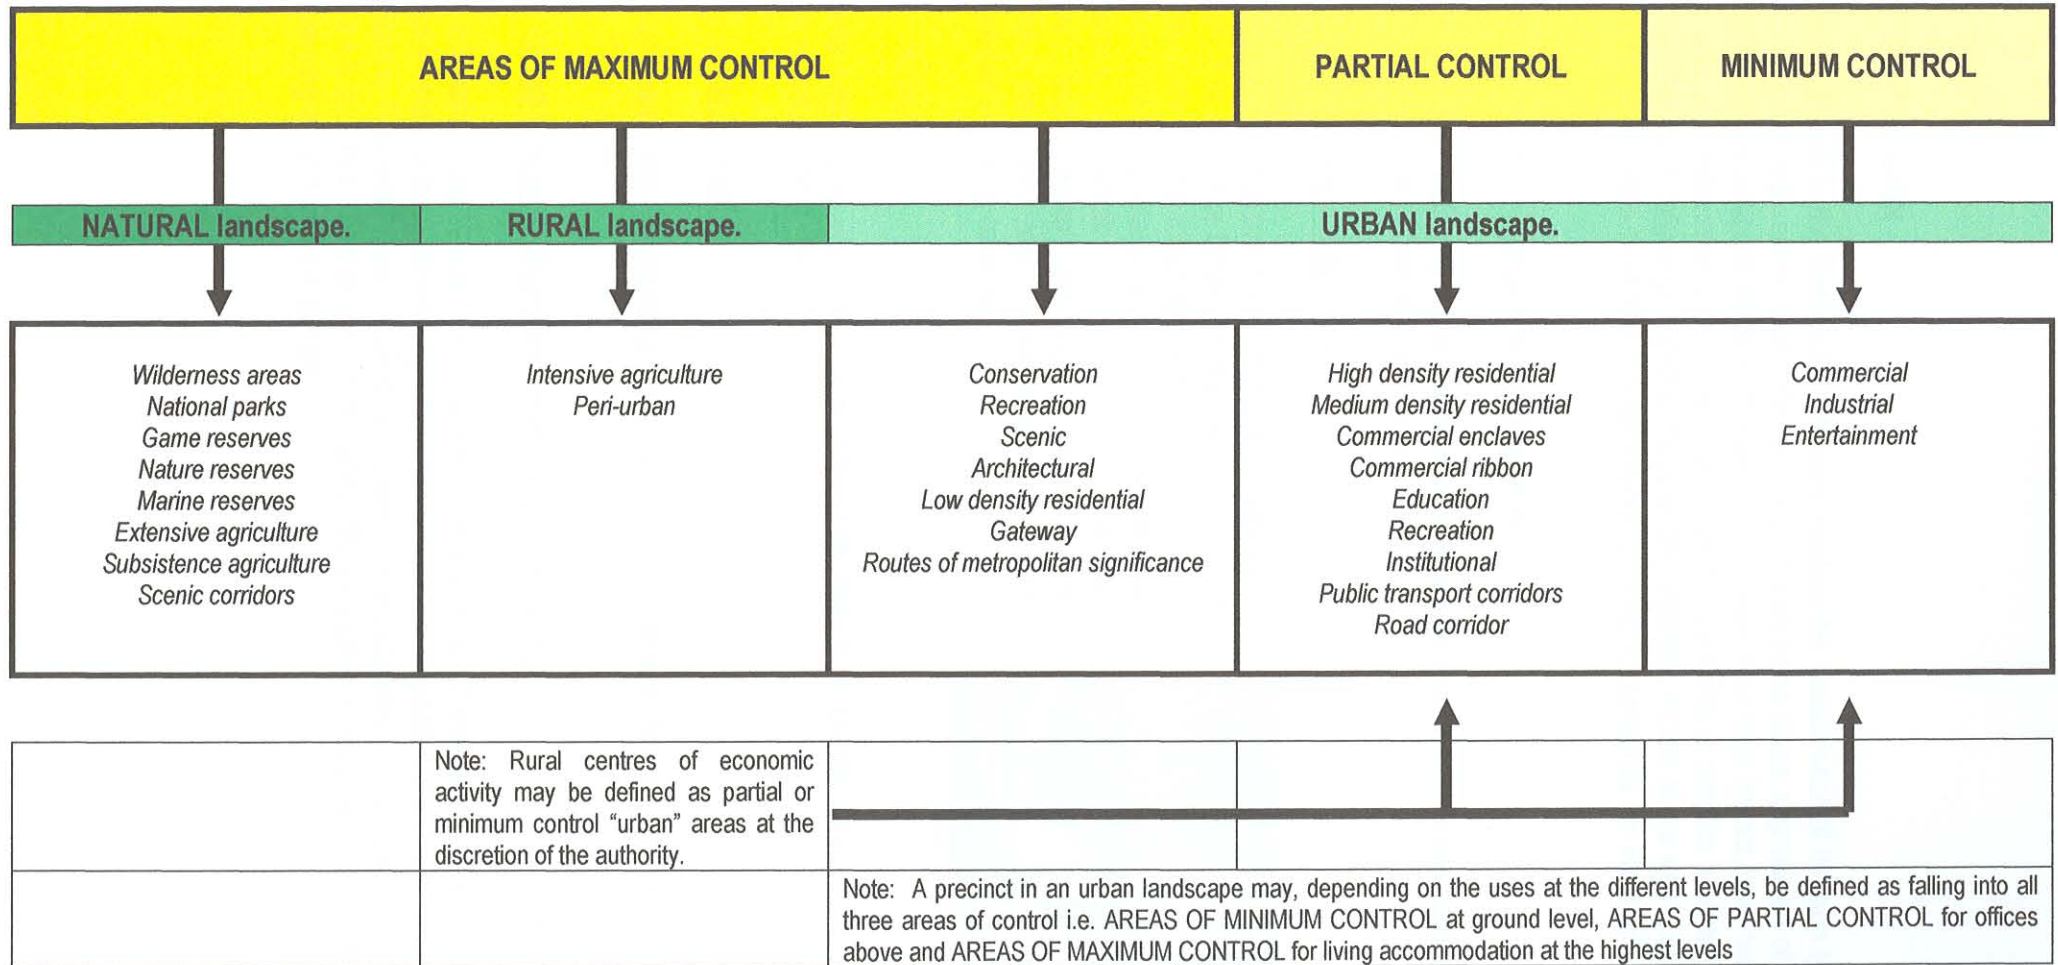 AREAS OF MAXIMUM CONTROL
PARTIAL CONTROL
MINIMUM CONTROL
NATURAL landscape.
RURAL landscape.
URBAN landscape.
Wilderness areas
National parks
Game reserves
Nature reserves
Marine reserves
Extensive agriculture
Subsistence agriculture
Scenic corridors
Intensive agriculture
Peri-urban
Conservation
Recreation
Scenic
Architectural
Low density residential
Gateway
Routes of metropolitan significance
High density residential
Medium density residential
Commercial enclaves
Commercial ribbon
Education
Recreation
Institutional
Public transport corridors
Road corridor
Commercial
Industrial
Entertainment
Note: Rural centres of economic
activity may be defined as partial or
minimum control “urban” areas at the
discretion of the authority.
Note: A precinct in an urban landscape may, depending on the uses at the different levels, be defined as falling into all
three areas of control i.e. AREAS OF MINIMUM CONTROL at ground level, AREAS OF PARTIAL CONTROL for offices
above and AREAS OF MAXIMUM CONTROL for living accommodation at the highest levels